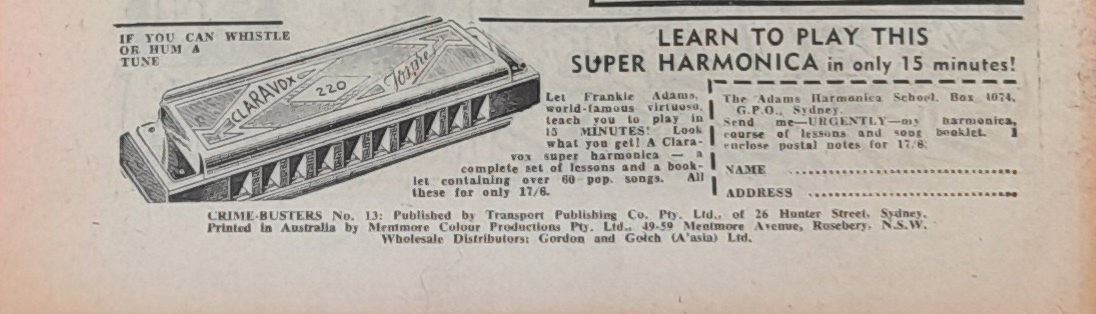 IF YOU CAN WHISTLE
OR HUM A
TUNE
CLARAVOX
220
LEARN TO PLAY THIS
SUPER HARMONICA in only 15 minutes!
Let Frankie Adams,
world-famous virtuoso,
teach you to play in
15 MINUTES! Look
what you get! A Clara-
vox super harmonica — a
complete set of lessons and a book-
let containing over 60 pop. songs. All
these for only 17/6.
The Adams Harmonica School, Box 4074,
G.P.O., Sydney.
Send me—URGENTLY—my harmonica,
course of lessons and song booklet. I
enclose postal notes for 17/6.
NAME
ADDRESS
CRIME-BUSTERS No. 13: Published by Transport Publishing Co. Pty. Ltd., of 26 Hunter Street, Sydney.
Printed in Australia by Mentmore Colour Productions Pty. Ltd., 49-59 Mentmore Avenue, Rosebery, N.S.W.
Wholesale Distributors: Gordon and Gotch (A'asia) Ltd.